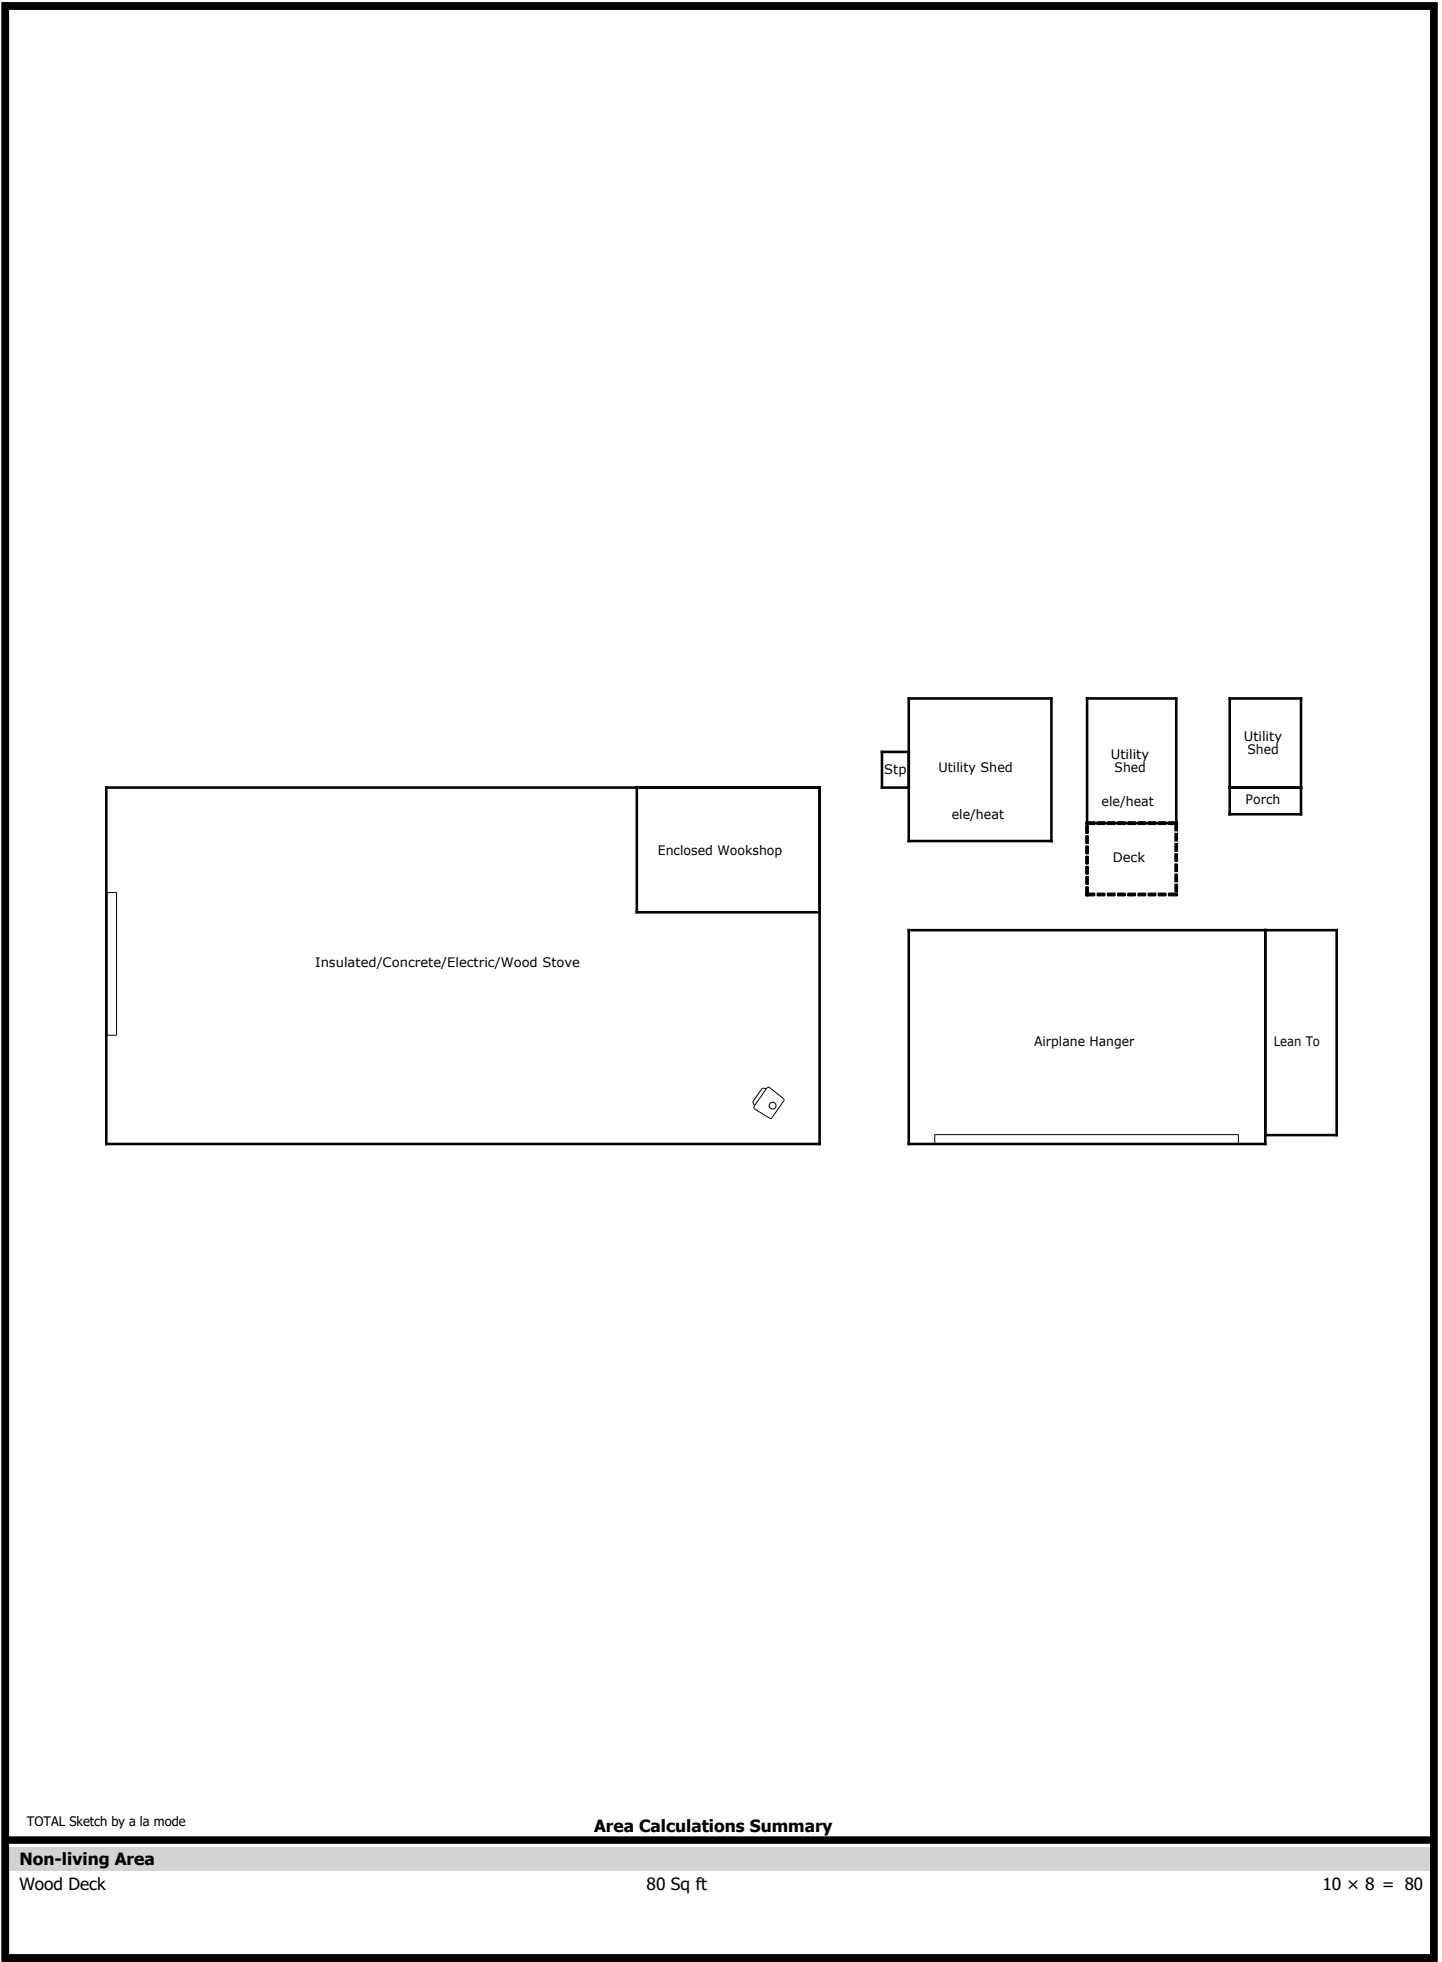 Utility
Shed
Utility
Shed
Stp
Utility Shed
ele/heat
Porch
ele/heat
Enclosed Wookshop
Deck
Insulated/Concrete/Electric/Wood Stove
Airplane Hanger
Lean To
TOTAL Sketch by a la mode
Area Calculations Summary
Non-living Area
Wood Deck 80 Sq ft 10 × 8 = 80